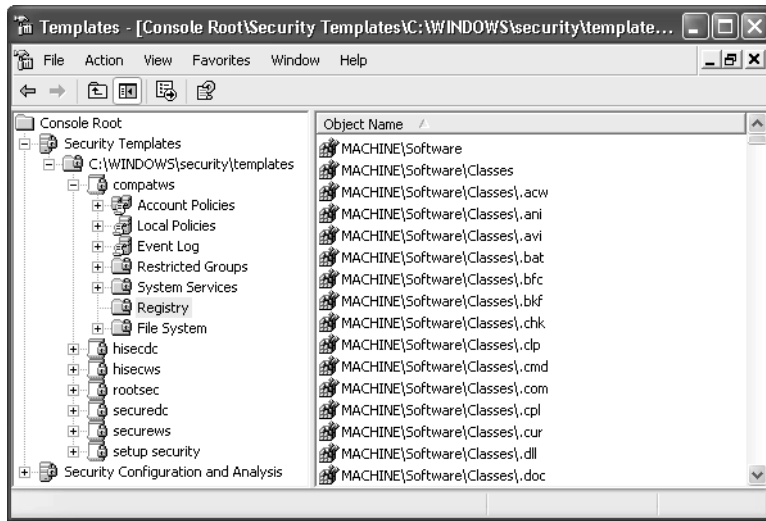 Templates - [Console Root\Security Templates\C:\WINDOWS\security\template...
File Action View Favorites Window Help
Console Root
Security Templates
C:\WINDOWS\security\templates
compatws
Account Policies
Local Policies
Event Log
Restricted Groups
System Services
Registry
File System
hisecdc
hisecws
rootsec
securedc
securews
setup security
Security Configuration and Analysis
Object Name
MACHINE\Software
MACHINE\Software\Classes
MACHINE\Software\Classes\.acw
MACHINE\Software\Classes\.ani
MACHINE\Software\Classes\.avi
MACHINE\Software\Classes\.bat
MACHINE\Software\Classes\.bfc
MACHINE\Software\Classes\.bkf
MACHINE\Software\Classes\.chk
MACHINE\Software\Classes\.clp
MACHINE\Software\Classes\.cmd
MACHINE\Software\Classes\.com
MACHINE\Software\Classes\.cpl
MACHINE\Software\Classes\.cur
MACHINE\Software\Classes\.dll
MACHINE\Software\Classes\.doc